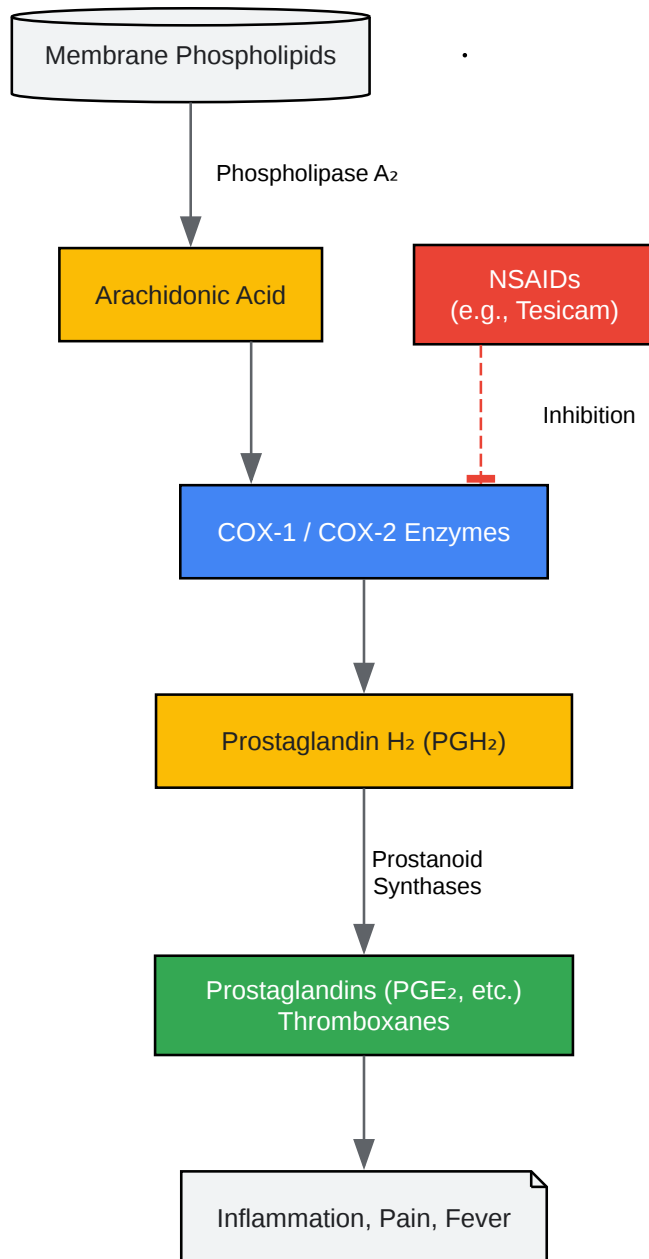 Membrane Phospholipids
Phospholipase A₂
Arachidonic Acid
NSAIDs
(e.g., Tesicam)
Inhibition
COX-1 / COX-2 Enzymes
Prostaglandin H₂ (PGH₂)
Prostanoid
Synthases
Prostaglandins (PGE₂, etc.)
Thromboxanes
Inflammation, Pain, Fever